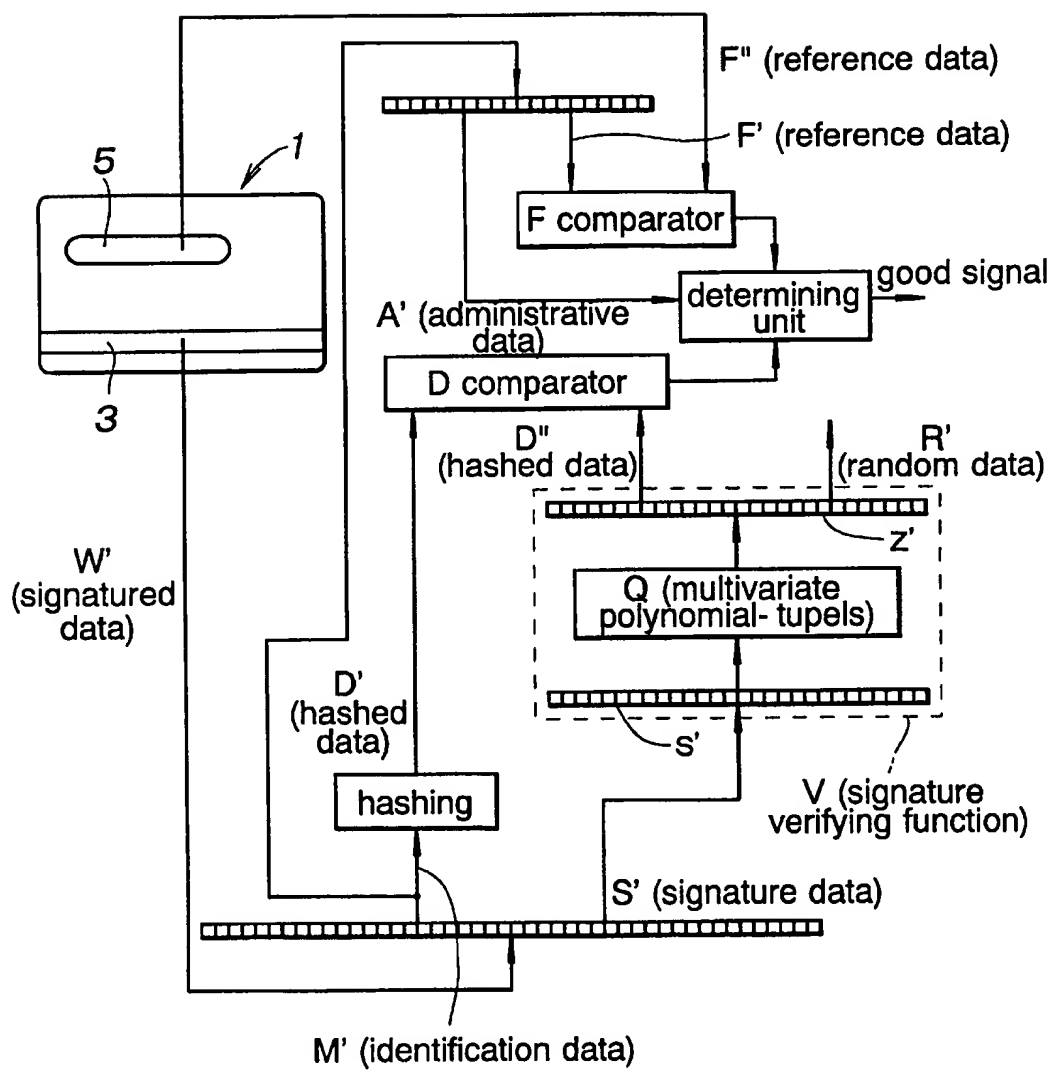 F" (reference data)
F' (reference data)
1
5
F comparator
good signal
determining
unit
A' (administrative
data)
D comparator
3
D"
(hashed data)
R'
(random data)
z'
W'
(signatured
data)
Q (multivariate
polynomial- tupels)
D'
(hashed
data)
s'
hashing
V (signature
verifying function)
S' (signature data)
M' (identification data)